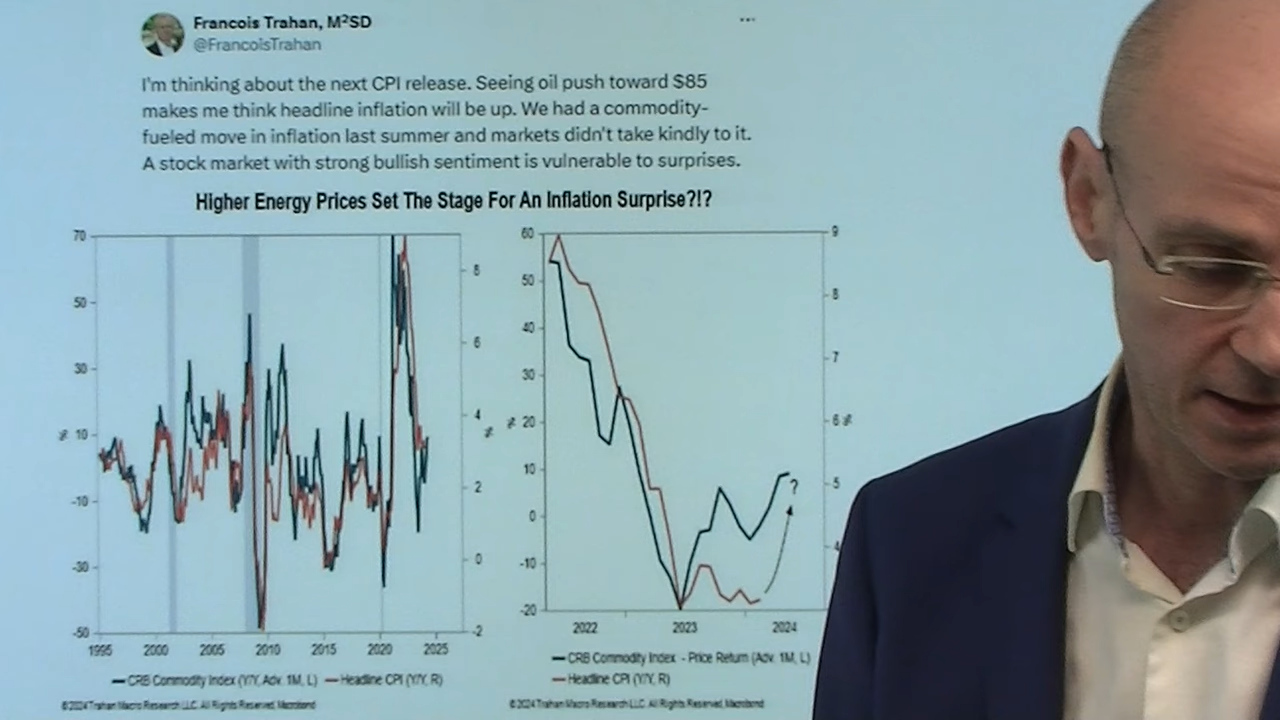 Francois Trahan, M²SD
@FrancoisTrahan
I'm thinking about the next CPI release. Seeing oil push toward $85
makes me think headline inflation will be up. We had a commodity-
fueled move in inflation last summer and markets didn't take kindly to it.
A stock market with strong bullish sentiment is vulnerable to surprises.
Higher Energy Prices Set The Stage For An Inflation Surprise?!?
70
50
30
10
-10
-30
-50
%
8
6
4
2
0
-2
%
1995 2000 2005 2010 2015 2020 2025
CRB Commodity Index (Y/Y, Adv. 1M, L) Headline CPI (Y/Y, R)
©2024 Trahan Macro Research LLC. All Rights Reserved, Macrobond
60
50
40
30
20
10
0
-10
-20
%
9
8
7
6
5
4
%
?
2022 2023 2024
CRB Commodity Index - Price Return (Adv. 1M, L)
Headline CPI (Y/Y, R)
©2024 Trahan Macro Research LLC. All Rights Reserved, Macrobond